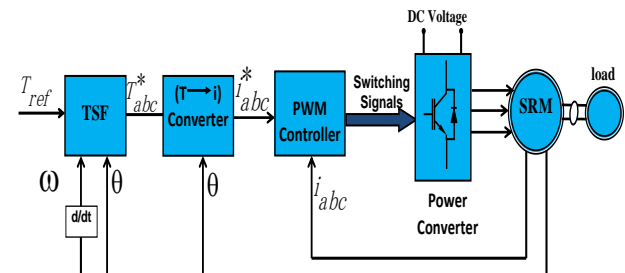 DC Voltage
T_ref
TSF
T*_abc
(T→i)
Converter
i*_abc
PWM
Controller
Switching
Signals
SRM
load
ω
θ
θ
d/dt
i_abc
Power
Converter